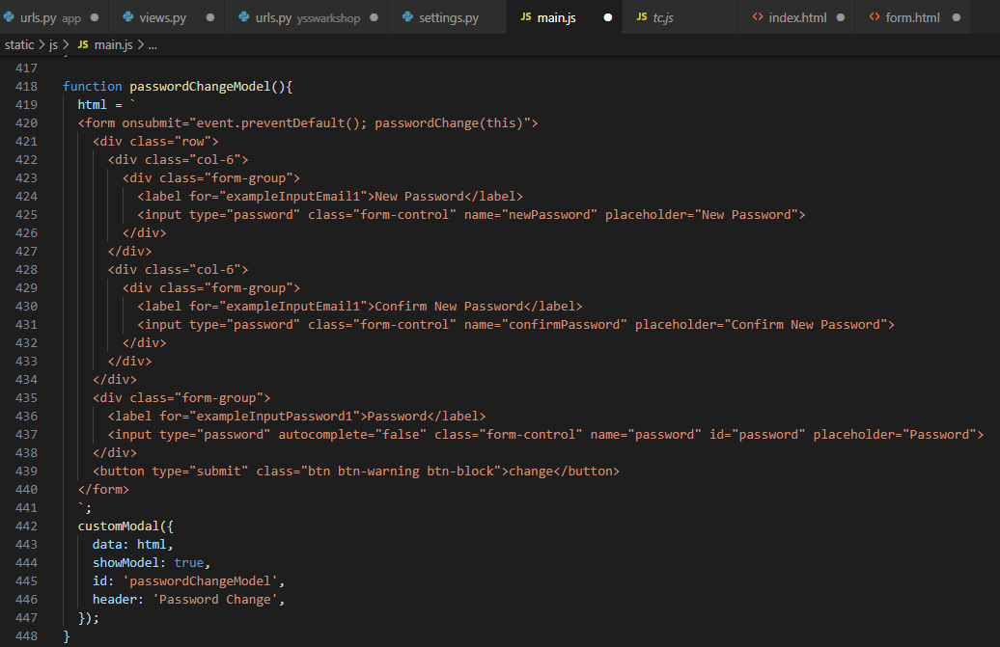 urls.py app ● views.py ● urls.py ysswarkshop ● settings.py JS main.js ● JS tc.js <> index.html ● <> form.html ●
static > js > JS main.js > ...
417
418 function passwordChangeModel(){
419   html = `
420   <form onsubmit="event.preventDefault(); passwordChange(this)">
421     <div class="row">
422       <div class="col-6">
423         <div class="form-group">
424           <label for="exampleInputEmail1">New Password</label>
425           <input type="password" class="form-control" name="newPassword" placeholder="New Password">
426         </div>
427       </div>
428       <div class="col-6">
429         <div class="form-group">
430           <label for="exampleInputEmail1">Confirm New Password</label>
431           <input type="password" class="form-control" name="confirmPassword" placeholder="Confirm New Password">
432         </div>
433       </div>
434     </div>
435     <div class="form-group">
436       <label for="exampleInputPassword1">Password</label>
437       <input type="password" autocomplete="false" class="form-control" name="password" id="password" placeholder="Password">
438     </div>
439     <button type="submit" class="btn btn-warning btn-block">change</button>
440   </form>
441   `;
442   customModal({
443     data: html,
444     showModel: true,
445     id: 'passwordChangeModel',
446     header: 'Password Change',
447   });
448 }